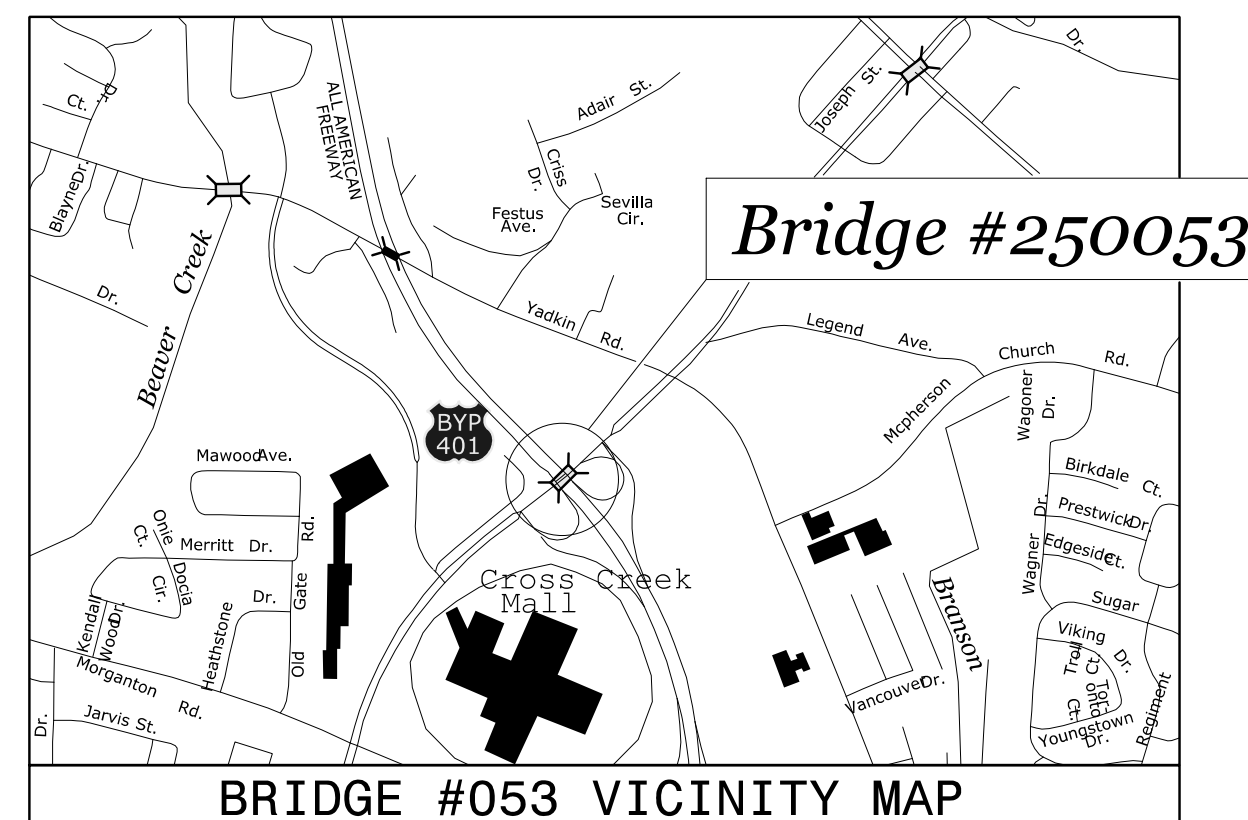 Dr.
Ct.
Dr.
ALL AMERICAN
FREEWAY
Adair St.
Joseph St.
Criss
Dr.
Blayne Dr.
Festus
Ave.
Sevilla
Cir.
Bridge #250053
Beaver Creek
Dr.
Yadkin Rd.
Legend Ave.
Church Rd.
Mcpherson
Wagoner
Dr.
BYP
401
Mawood Ave.
Birkdale Ct.
Prestwick Dr.
Edgeside Ct.
Wagner Dr.
Sugar
Onie
Ct.
Merritt Dr.
Rd.
Docia
Cir.
Gate
Old
Dr.
Heathstone
Kendall
Wood Dr.
Cross Creek
Mall
Branson
Viking Dr.
Troll
Ct.
Toronto
Ct.
Vancouver Dr.
Youngstown
Dr.
Regiment
Morganton Rd.
Jarvis St.
Dr.
BRIDGE #053 VICINITY MAP